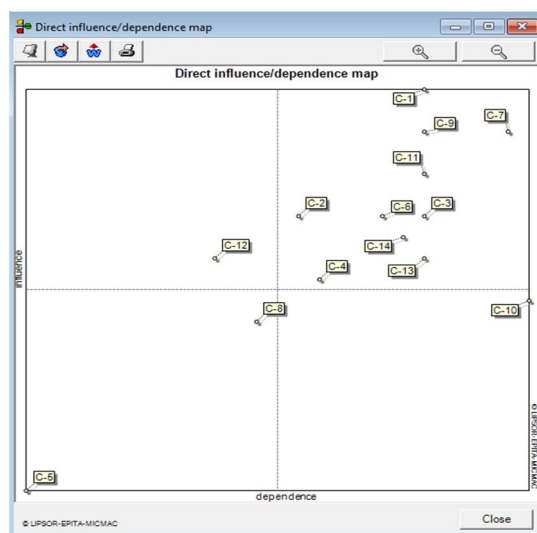 Direct influence/dependence map
Direct influence/dependence map
C-1
C-7
C-9
C-11
C-2
C-6
C-3
C-12
C-14
C-4
C-13
influence
C-8
C-10
C-5
dependence
© LIPSOR-EPITA-MICMAC
© LIPSOR-EPITA-MICMAC
Close